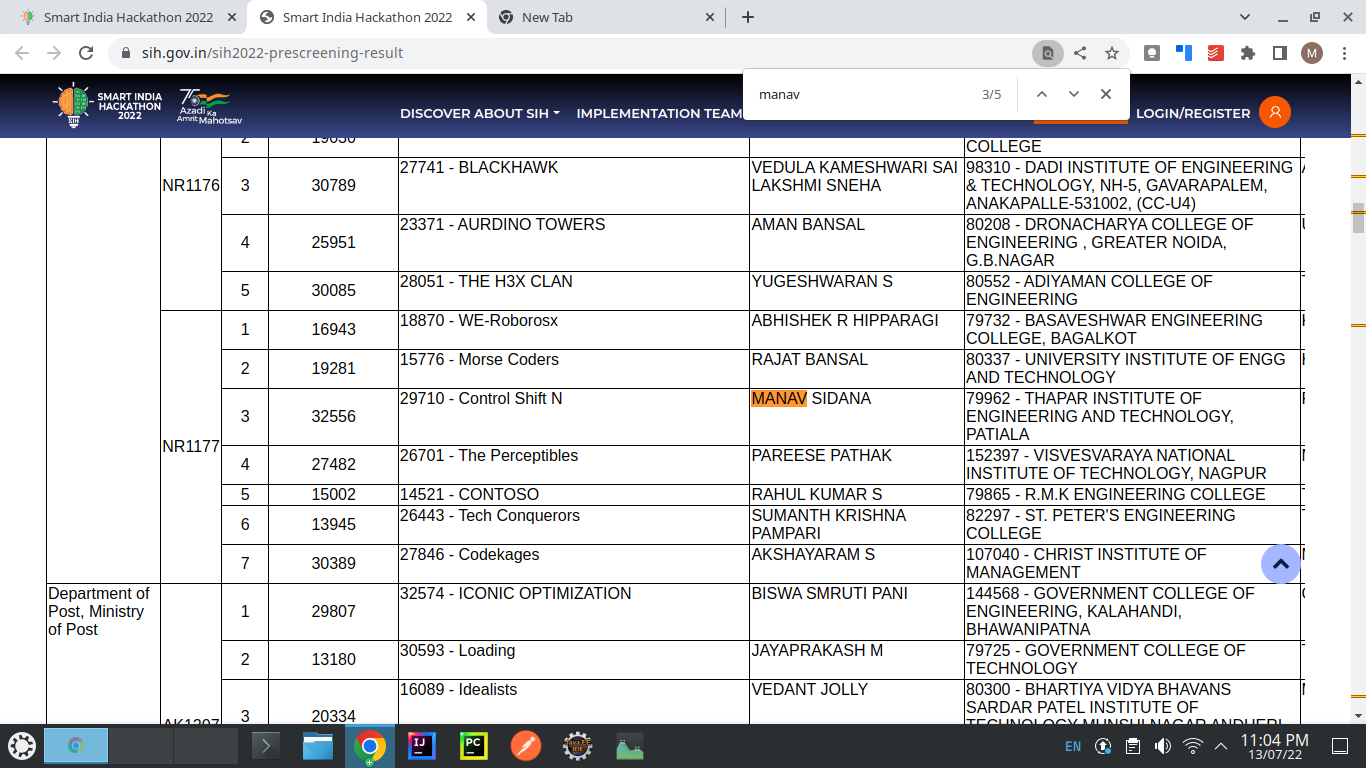 Smart India Hackathon 2022
Smart India Hackathon 2022
New Tab
sih.gov.in/sih2022-prescreening-result
M
manav
3/5
SMART INDIA
HACKATHON
2022
75
Azadi
Ka
Amrit Mahotsav
DISCOVER ABOUT SIH
IMPLEMENTATION TEAM
LOGIN/REGISTER
COLLEGE
NR1176
3
30789
27741 - BLACKHAWK
VEDULA KAMESHWARI SAI
LAKSHMI SNEHA
98310 - DADI INSTITUTE OF ENGINEERING
& TECHNOLOGY, NH-5, GAVARAPALEM,
ANAKAPALLE-531002, (CC-U4)
4
25951
23371 - AURDINO TOWERS
AMAN BANSAL
80208 - DRONACHARYA COLLEGE OF
ENGINEERING , GREATER NOIDA,
G.B.NAGAR
5
30085
28051 - THE H3X CLAN
YUGESHWARAN S
80552 - ADIYAMAN COLLEGE OF
ENGINEERING
NR1177
1
16943
18870 - WE-Roborosx
ABHISHEK R HIPPARAGI
79732 - BASAVESHWAR ENGINEERING
COLLEGE, BAGALKOT
2
19281
15776 - Morse Coders
RAJAT BANSAL
80337 - UNIVERSITY INSTITUTE OF ENGG
AND TECHNOLOGY
3
32556
29710 - Control Shift N
MANAV SIDANA
79962 - THAPAR INSTITUTE OF
ENGINEERING AND TECHNOLOGY,
PATIALA
4
27482
26701 - The Perceptibles
PAREESE PATHAK
152397 - VISVESVARAYA NATIONAL
INSTITUTE OF TECHNOLOGY, NAGPUR
5
15002
14521 - CONTOSO
RAHUL KUMAR S
79865 - R.M.K ENGINEERING COLLEGE
6
13945
26443 - Tech Conquerors
SUMANTH KRISHNA
PAMPARI
82297 - ST. PETER'S ENGINEERING
COLLEGE
7
30389
27846 - Codekages
AKSHAYARAM S
107040 - CHRIST INSTITUTE OF
MANAGEMENT
Department of
Post, Ministry
of Post
1
29807
32574 - ICONIC OPTIMIZATION
BISWA SMRUTI PANI
144568 - GOVERNMENT COLLEGE OF
ENGINEERING, KALAHANDI,
BHAWANIPATNA
2
13180
30593 - Loading
JAYAPRAKASH M
79725 - GOVERNMENT COLLEGE OF
TECHNOLOGY
3
20334
16089 - Idealists
VEDANT JOLLY
80300 - BHARTIYA VIDYA BHAVANS
SARDAR PATEL INSTITUTE OF
IJ
PC
Java EE
IDE
EN
11:04 PM
13/07/22